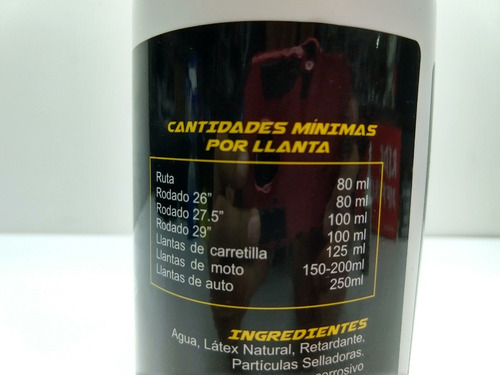 CANTIDADES MÍNIMAS
POR LLANTA
Ruta 80 ml
Rodado 26" 80 ml
Rodado 27.5" 100 ml
Rodado 29" 100 ml
Llantas de carretilla 125 ml
Llantas de moto 150-200ml
Llantas de auto 250ml
INGREDIENTES
Agua, Látex Natural, Retardante,
Partículas Selladoras.
corrosivo